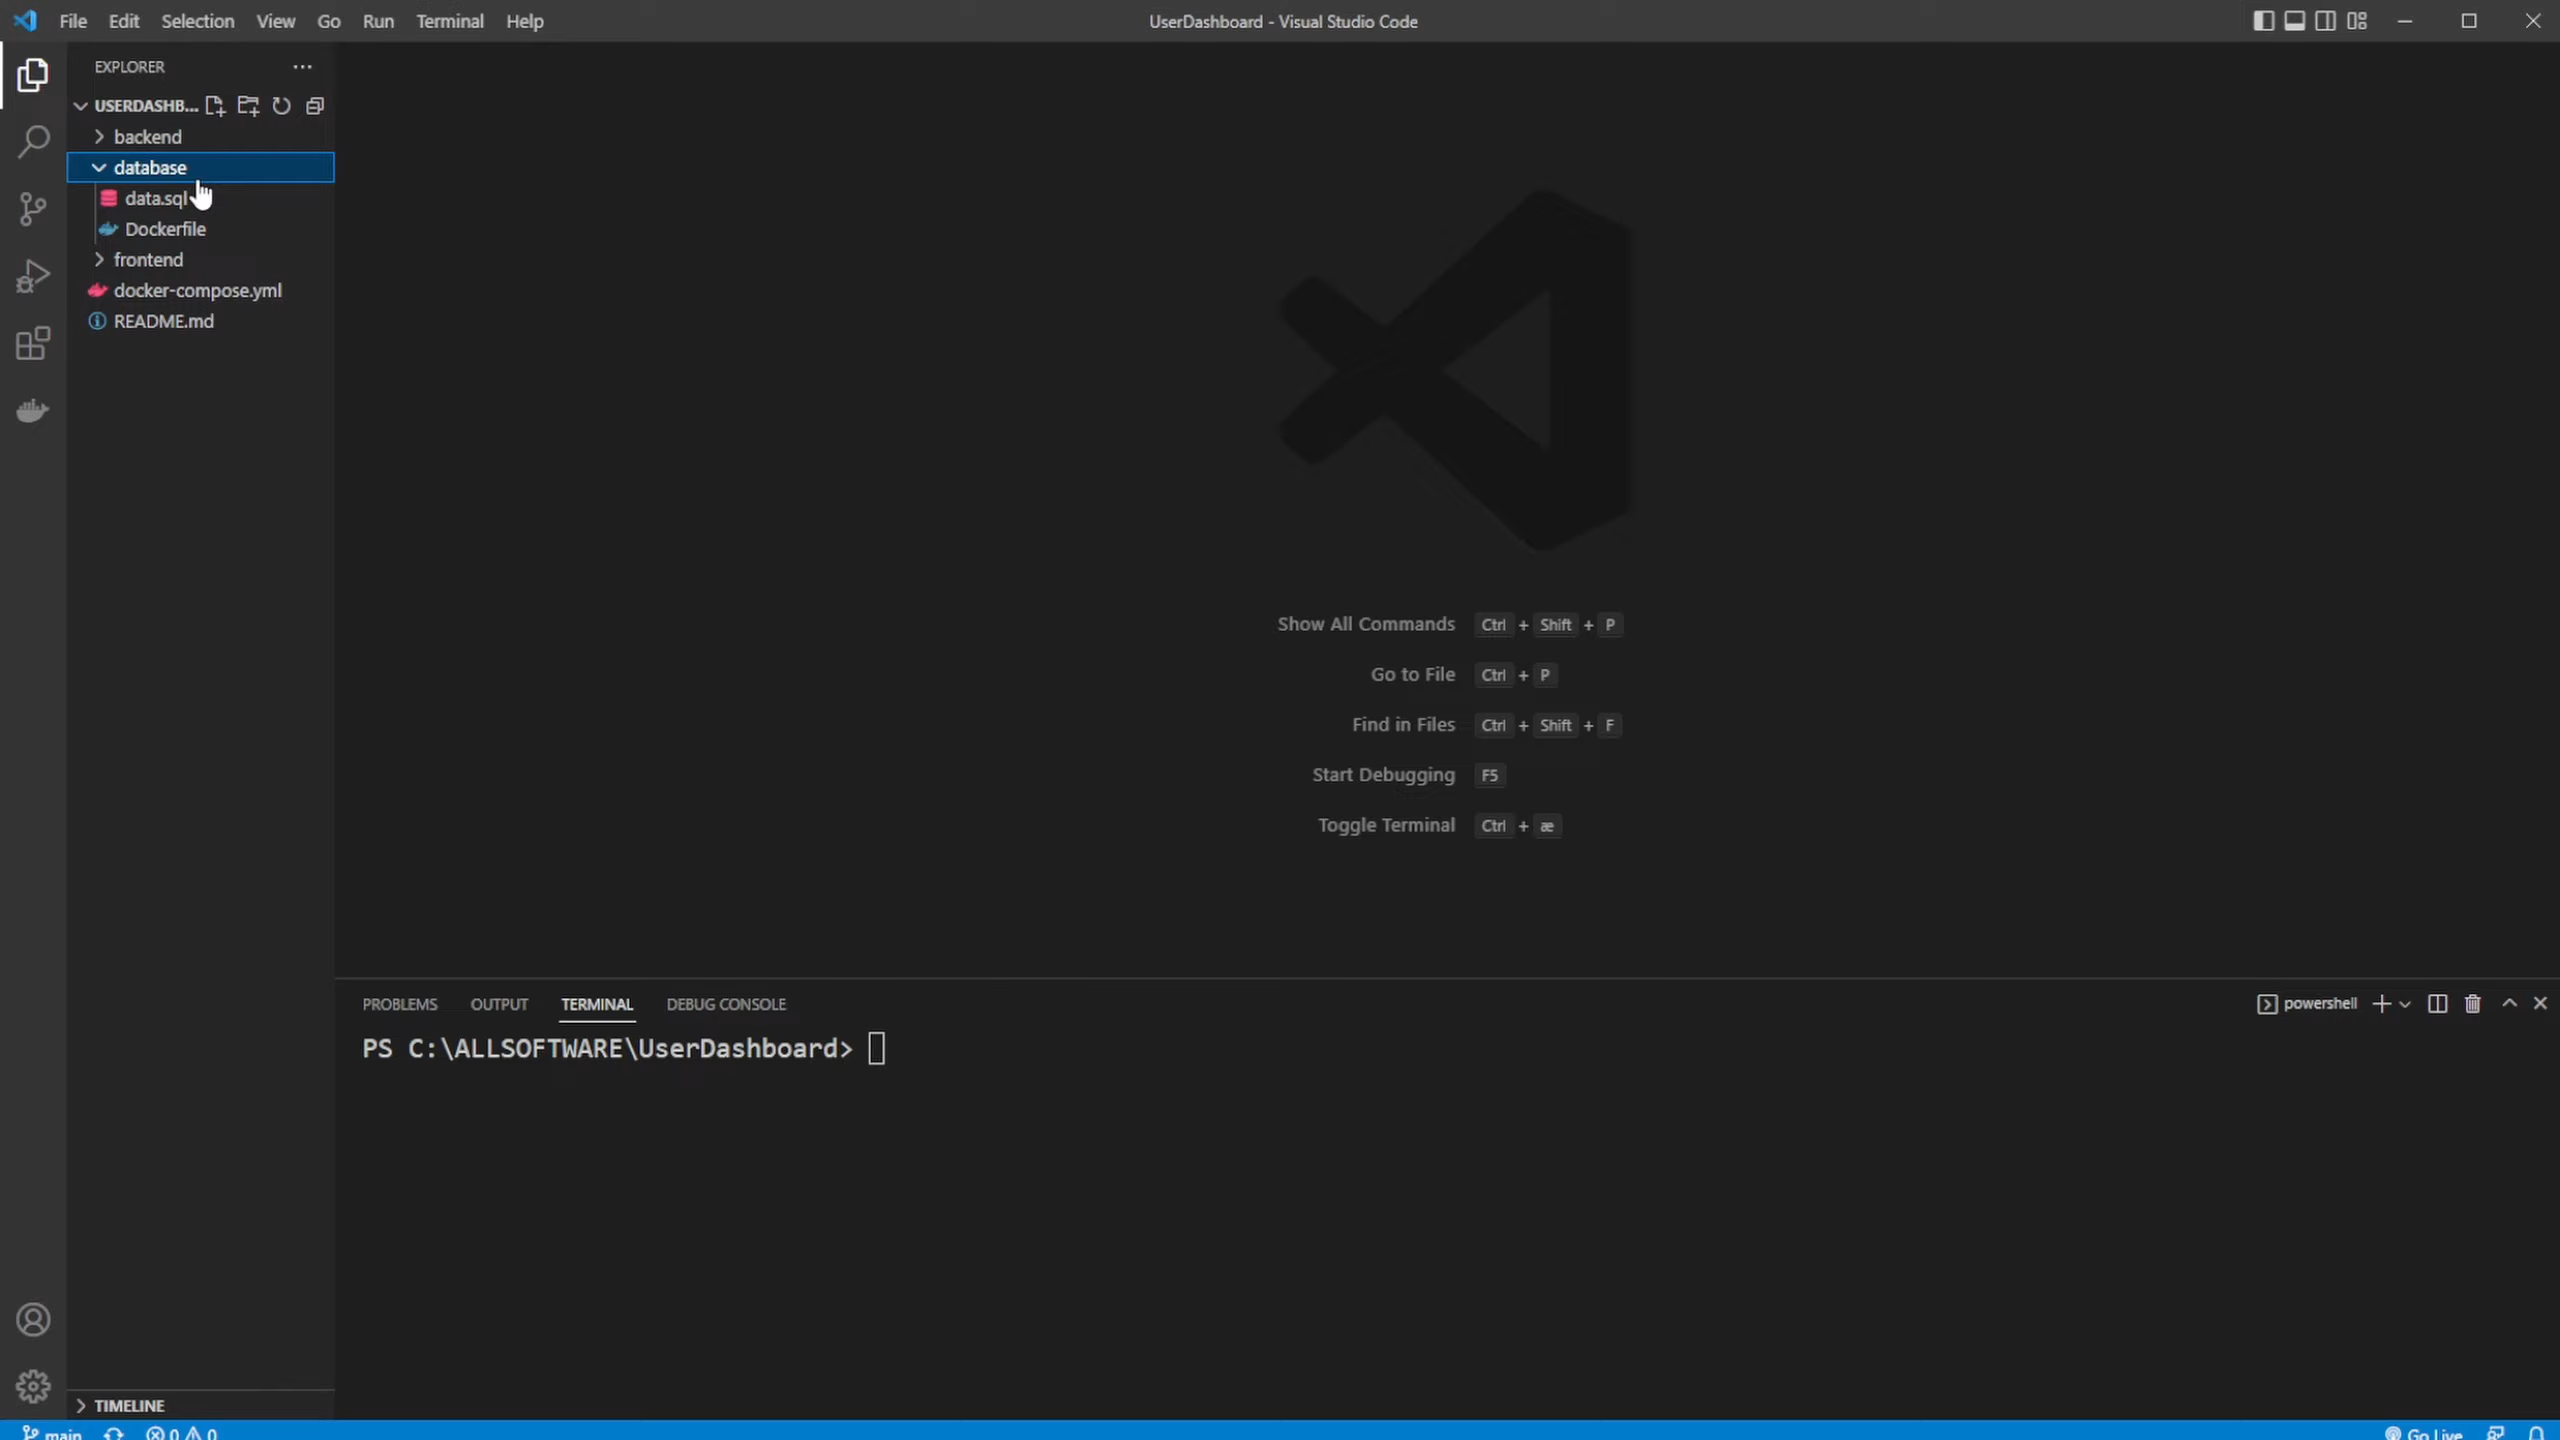 File Edit Selection View Go Run Terminal Help
UserDashboard - Visual Studio Code
EXPLORER
USERDASHB...
backend
database
data.sql
Dockerfile
frontend
docker-compose.yml
README.md
Show All Commands Ctrl + Shift + P
Go to File Ctrl + P
Find in Files Ctrl + Shift + F
Start Debugging F5
Toggle Terminal Ctrl + æ
PROBLEMS OUTPUT TERMINAL DEBUG CONSOLE
powershell
PS C:\ALLSOFTWARE\UserDashboard>
TIMELINE
main 0 0
Go Live